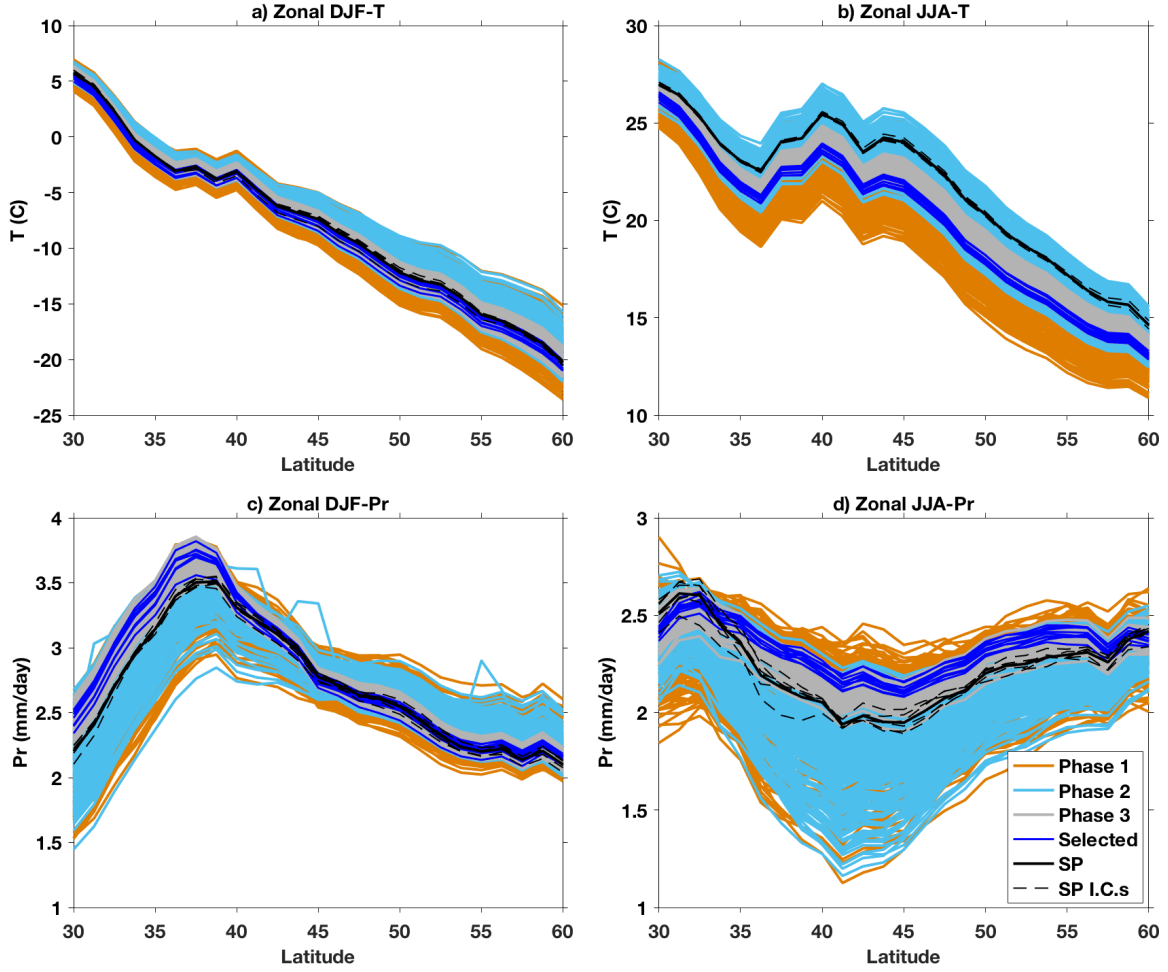 a) Zonal DJF-T
10
5
0
-5
-10
-15
-20
-25
T (C)
30 35 40 45 50 55 60
Latitude
b) Zonal JJA-T
30
25
20
15
10
T (C)
30 35 40 45 50 55 60
Latitude
c) Zonal DJF-Pr
4
3.5
3
2.5
2
1.5
1
Pr (mm/day)
30 35 40 45 50 55 60
Latitude
d) Zonal JJA-Pr
3
2.5
2
1.5
1
Pr (mm/day)
30 35 40 45 50 55 60
Latitude
Phase 1
Phase 2
Phase 3
Selected
SP
SP I.C.s